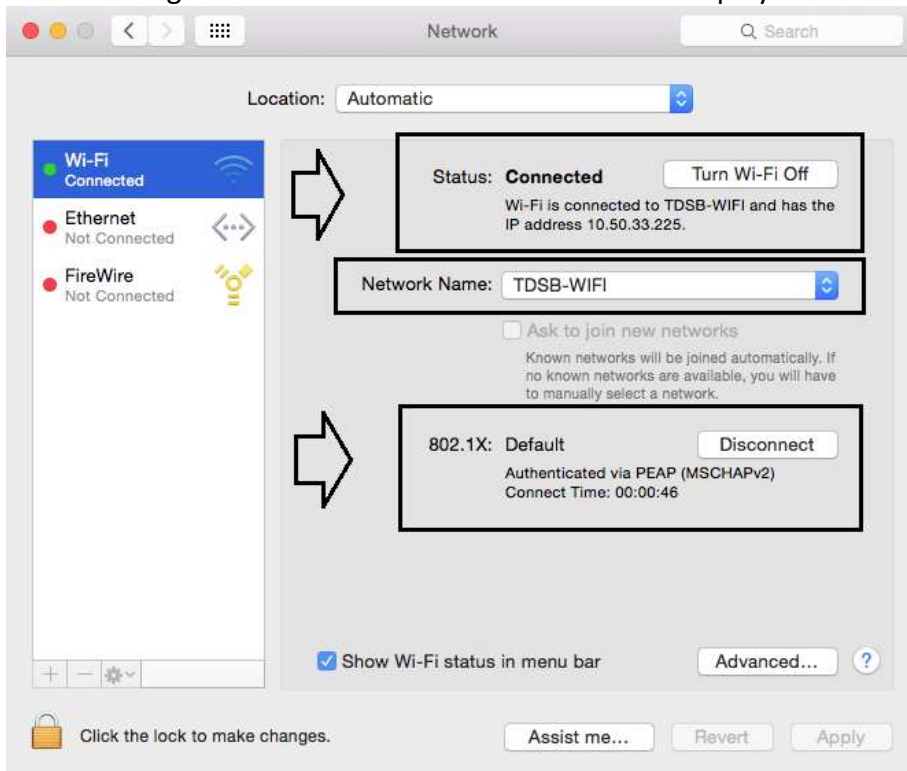 Network
Search
Location: Automatic
Wi-Fi
Connected
Ethernet
Not Connected
FireWire
Not Connected
Status: Connected Turn Wi-Fi Off
Wi-Fi is connected to TDSB-WIFI and has the
IP address 10.50.33.225.
Network Name: TDSB-WIFI
Ask to join new networks
Known networks will be joined automatically. If
no known networks are available, you will have
to manually select a network.
802.1X: Default Disconnect
Authenticated via PEAP (MSCHAPv2)
Connect Time: 00:00:46
Show Wi-Fi status in menu bar Advanced... ?
Click the lock to make changes. Assist me... Revert Apply